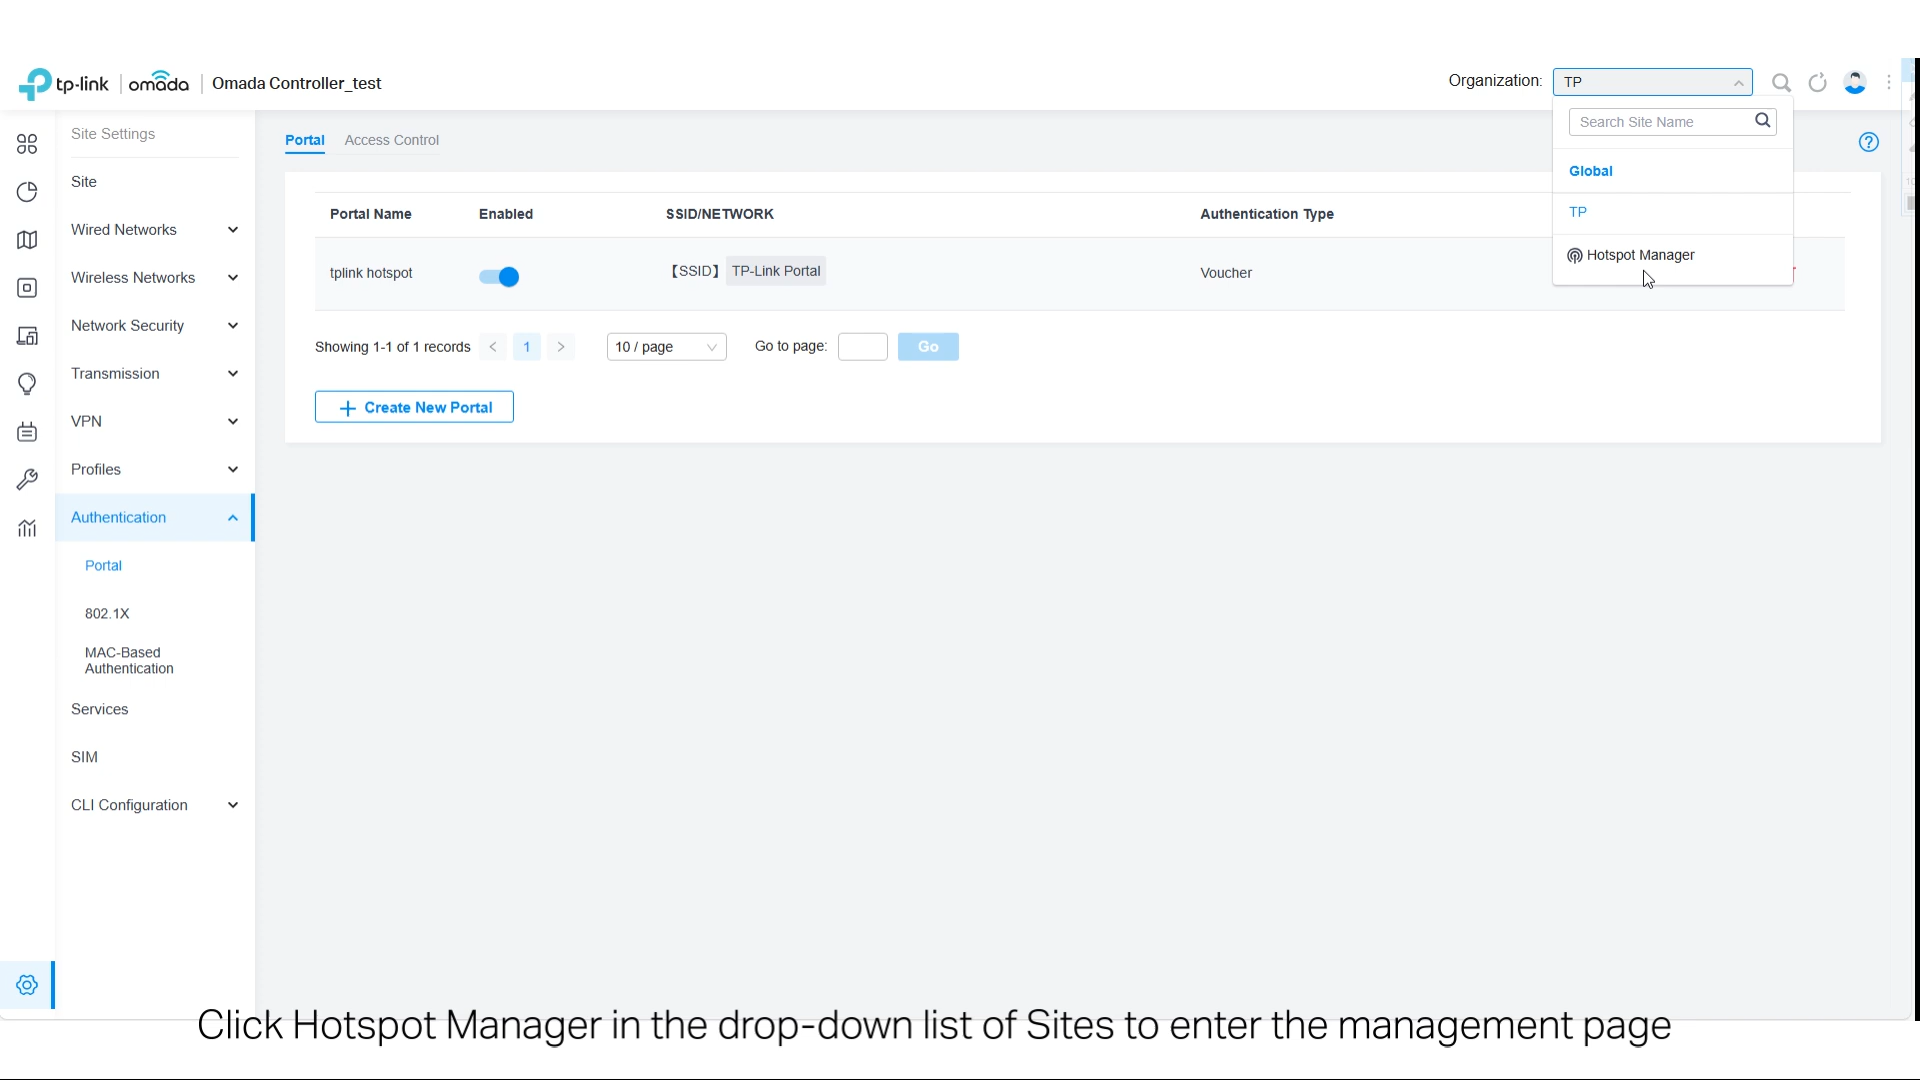 tp-link | omada | Omada Controller_test
Organization: TP
Search Site Name
Global
TP
Hotspot Manager
Site Settings
Site
Wired Networks
Wireless Networks
Network Security
Transmission
VPN
Profiles
Authentication
Portal
802.1X
MAC-Based
Authentication
Services
SIM
CLI Configuration
Portal Access Control
Portal Name Enabled SSID/NETWORK Authentication Type
tplink hotspot 【SSID】 TP-Link Portal Voucher
Showing 1-1 of 1 records < 1 > 10 / page Go to page: Go
+ Create New Portal
Click Hotspot Manager in the drop-down list of Sites to enter the management page